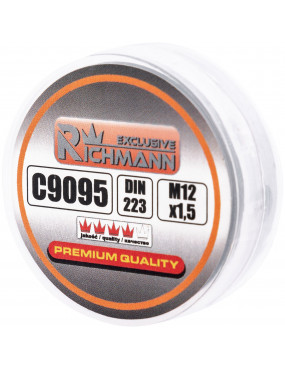 EXCLUSIVE
RICHMANN
C9095
DIN
223
M12
x1,5
jakość / quality / качество
PREMIUM QUALITY